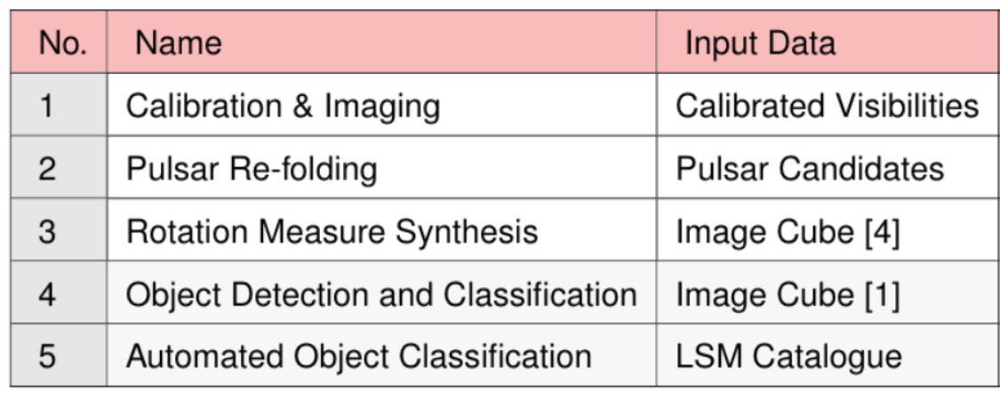 No. Name Input Data
1 Calibration & Imaging Calibrated Visibilities
2 Pulsar Re-folding Pulsar Candidates
3 Rotation Measure Synthesis Image Cube [4]
4 Object Detection and Classification Image Cube [1]
5 Automated Object Classification LSM Catalogue